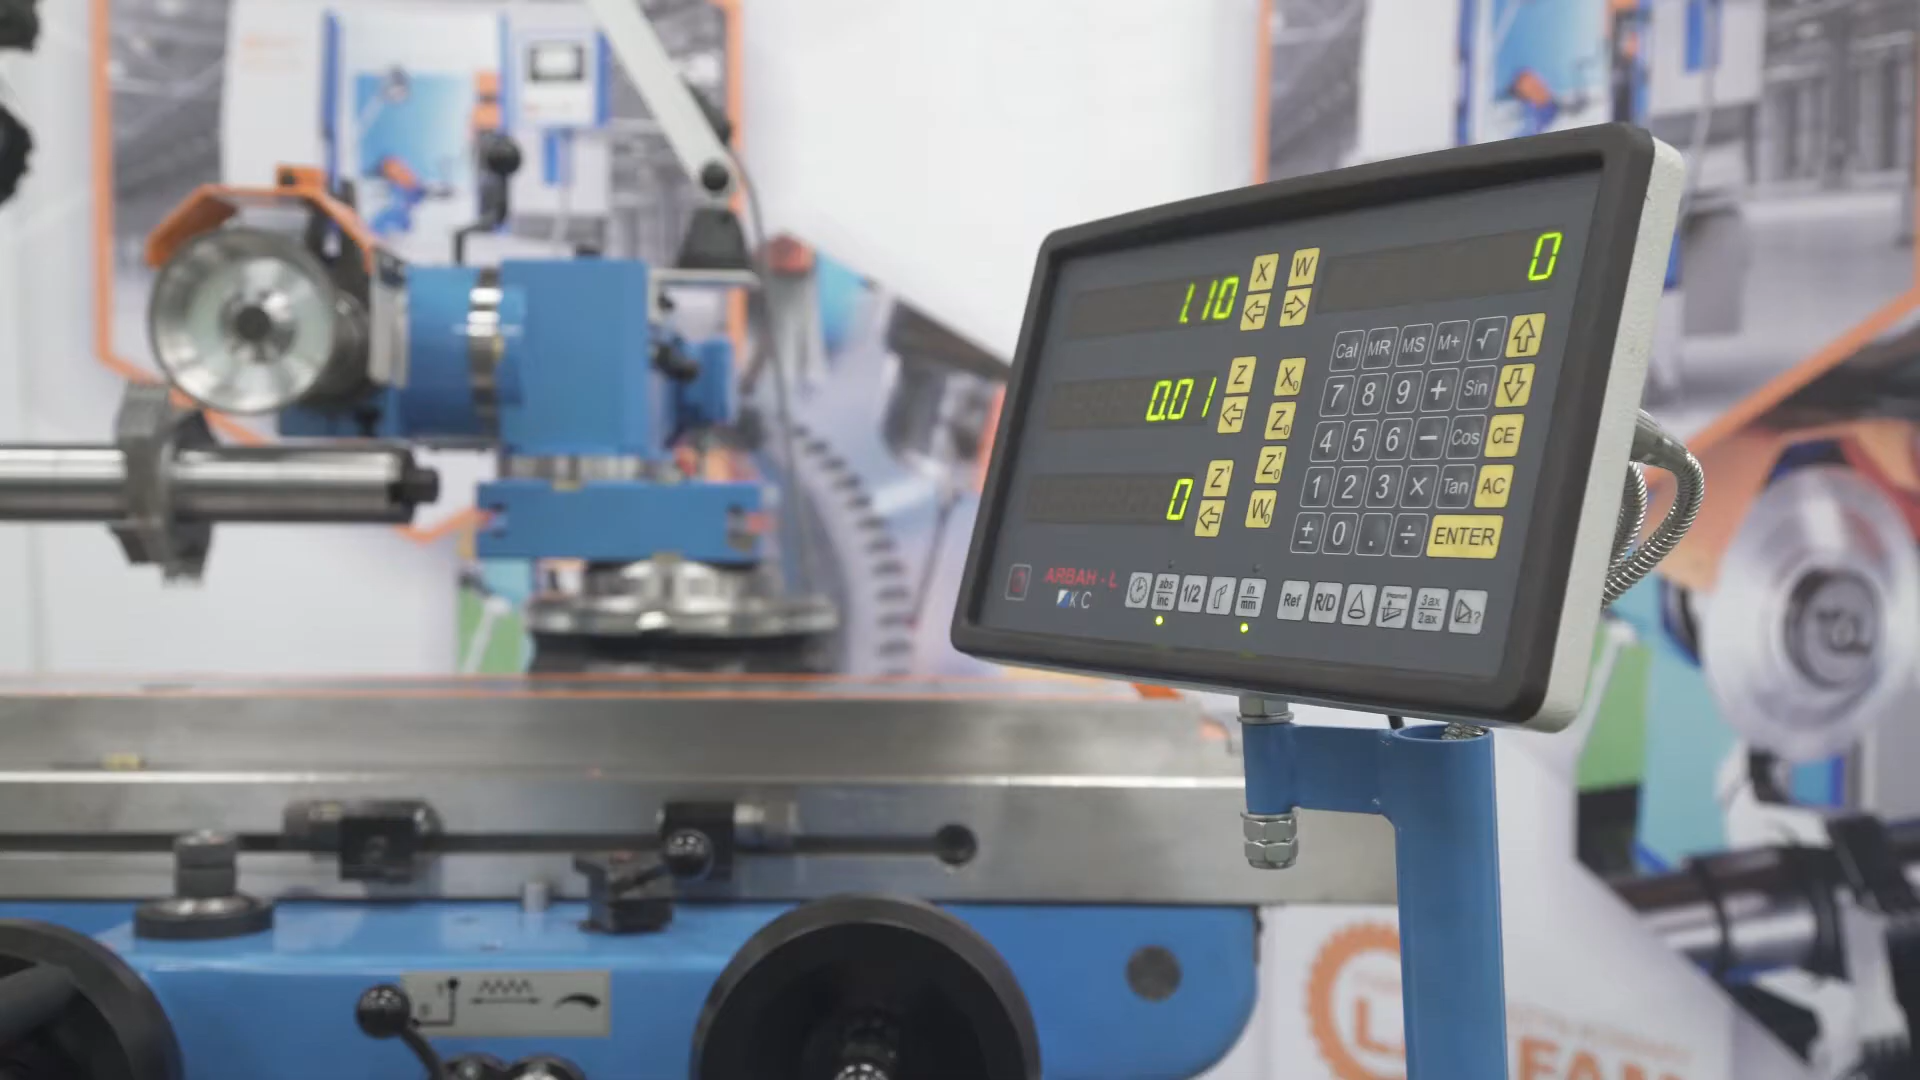 1.10 X W 0
0.01 Z X₀
Z₀
0 Z' Z'₀
W₀
Cal MR MS M+ √
7 8 9 + Sin
4 5 6 − Cos CE
1 2 3 × Tan AC
± 0 . ÷ ENTER
ARBAH - L
KC
abs
inc
1/2
in
mm
Ref R/D
3ax
2ax
?